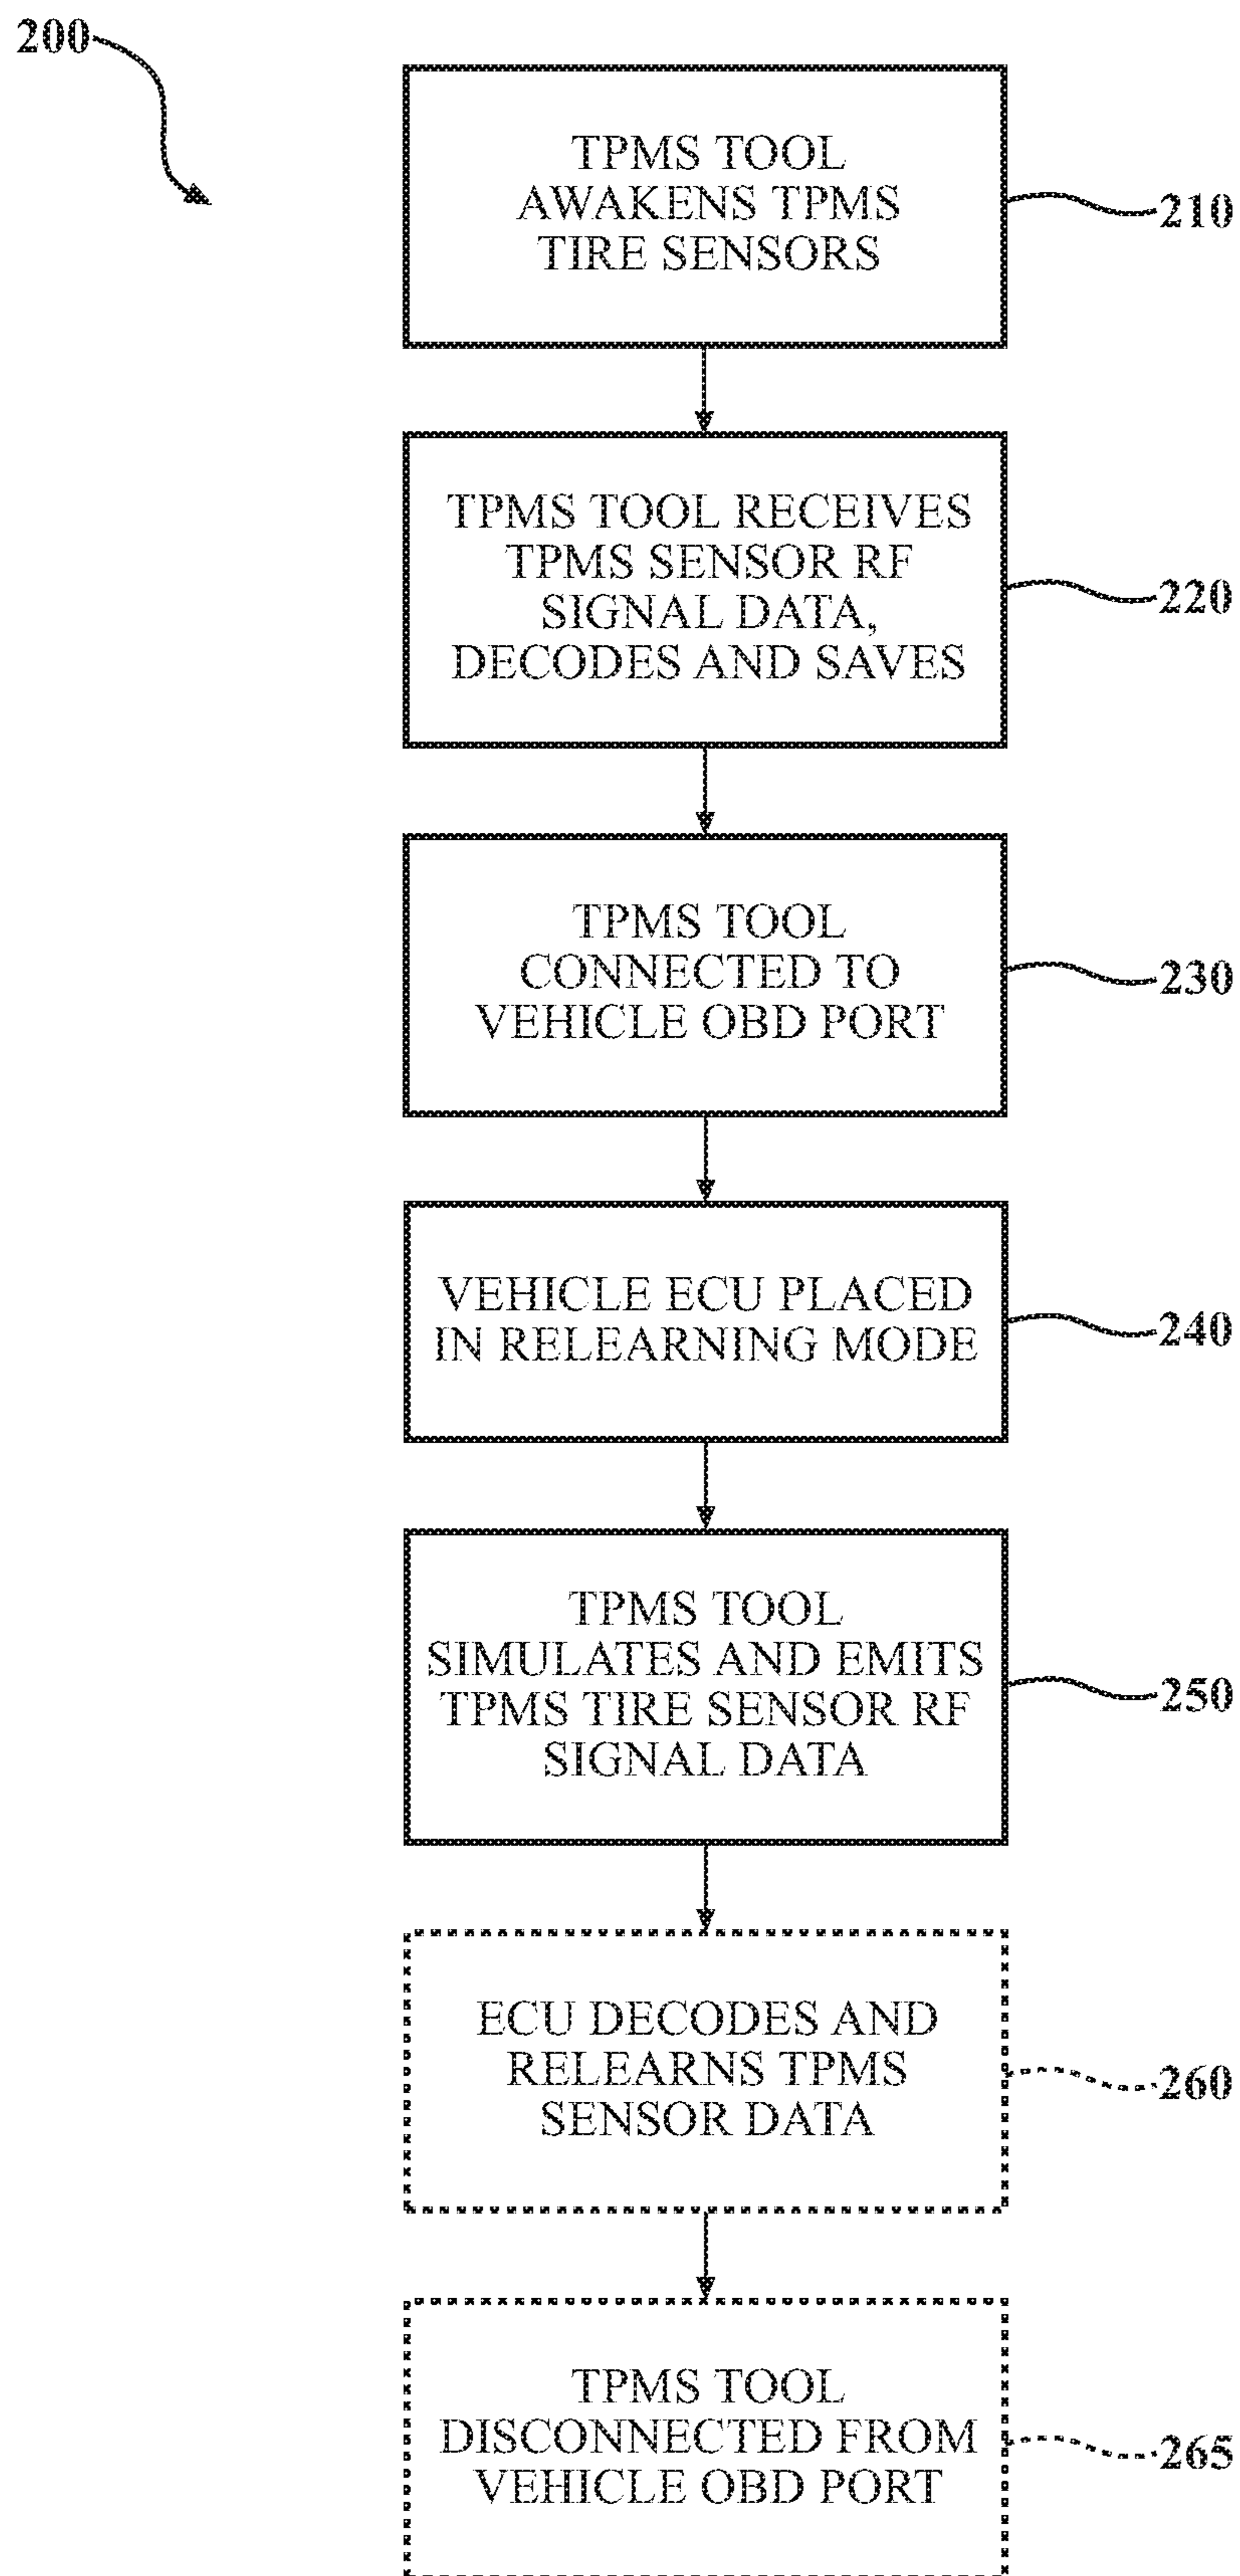 200
TPMS TOOL
AWAKENS TPMS
TIRE SENSORS
210
TPMS TOOL RECEIVES
TPMS SENSOR RF
SIGNAL DATA,
DECODES AND SAVES
220
TPMS TOOL
CONNECTED TO
VEHICLE OBD PORT
230
VEHICLE ECU PLACED
IN RELEARNING MODE
240
TPMS TOOL
SIMULATES AND EMITS
TPMS TIRE SENSOR RF
SIGNAL DATA
250
ECU DECODES AND
RELEARNS TPMS
SENSOR DATA
260
TPMS TOOL
DISCONNECTED FROM
VEHICLE OBD PORT
265